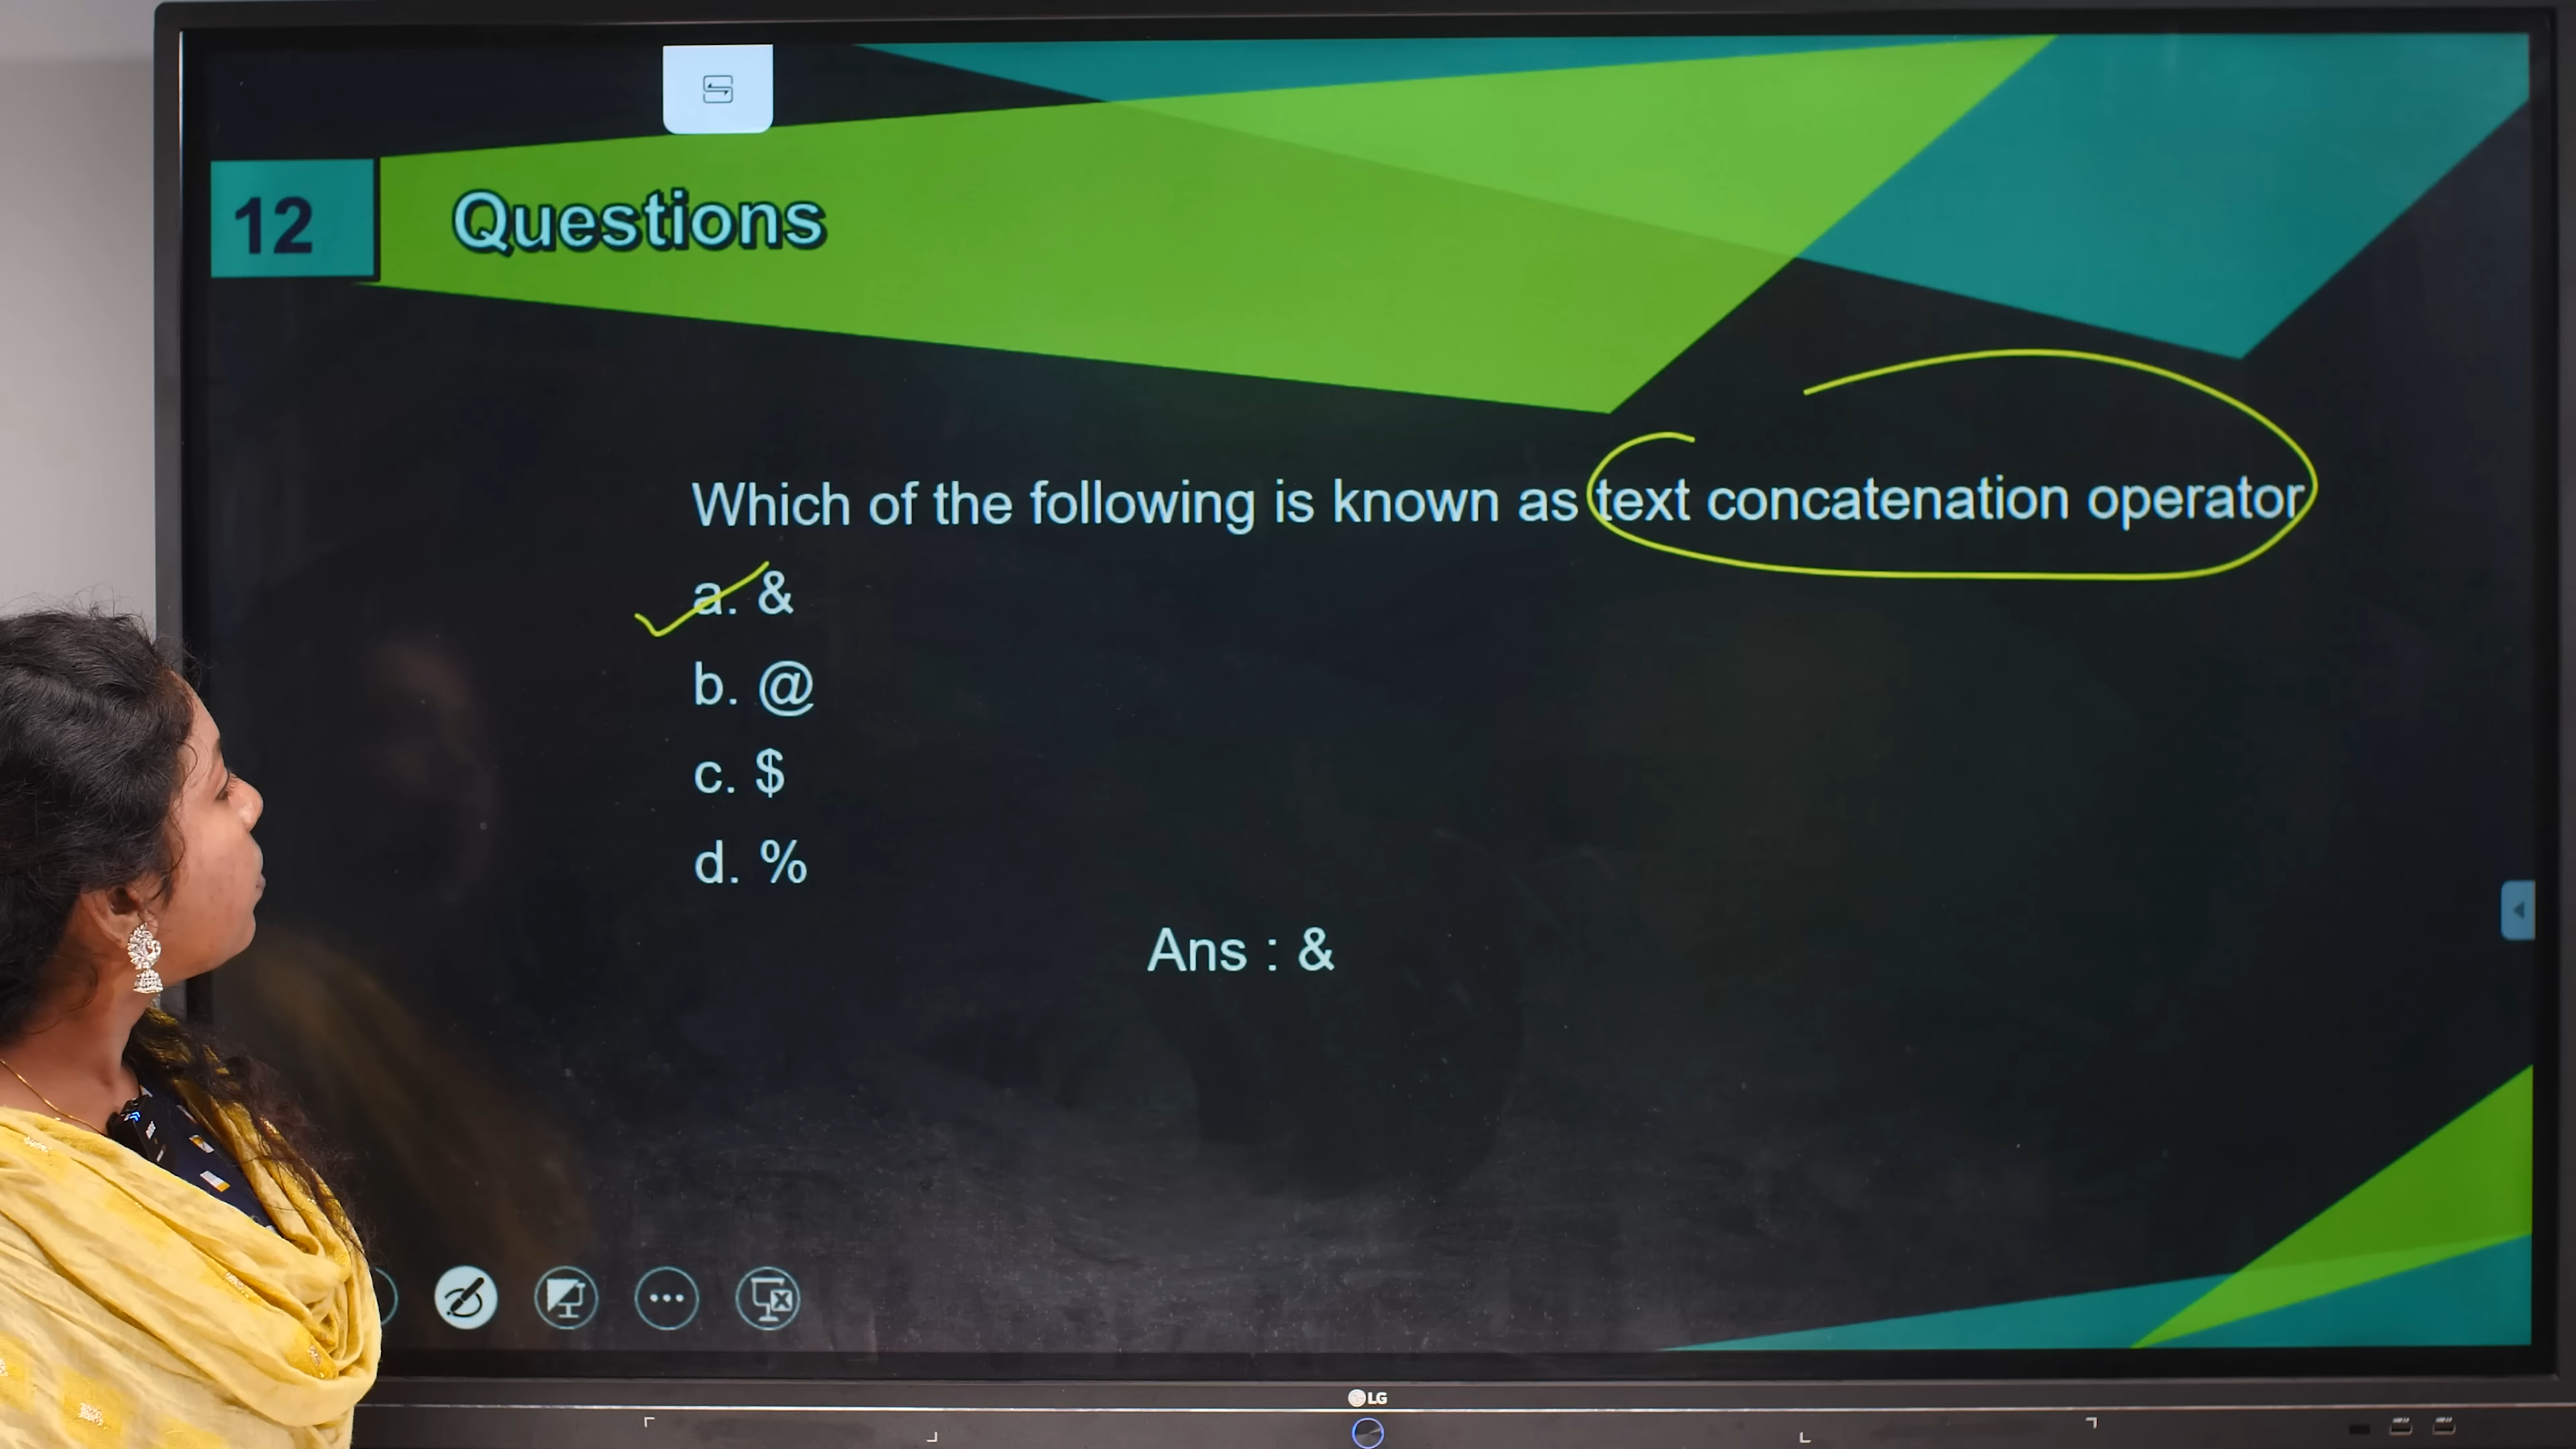 12
Questions
Which of the following is known as text concatenation operator
a. &
b. @
c. $
d. %
Ans : &
LG